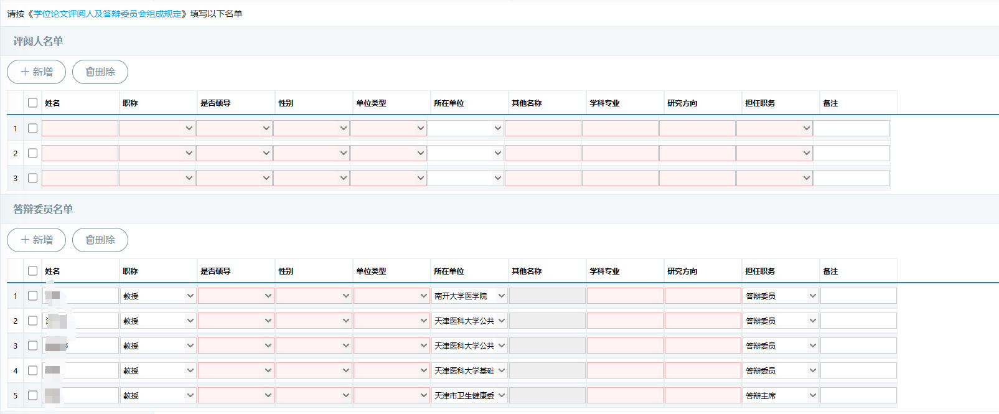 请按《学位论文评阅人及答辩委员会组成规定》填写以下名单
评阅人名单
新增 删除
姓名 职称 是否硕导 性别 单位类型 所在单位 其他名称 学科专业 研究方向 担任职务 备注
1
2
3
答辩委员名单
新增 删除
姓名 职称 是否硕导 性别 单位类型 所在单位 其他名称 学科专业 研究方向 担任职务 备注
1 教授 南开大学医学院 答辩委员
2 教授 天津医科大学公共 答辩委员
3 教授 天津医科大学公共 答辩委员
4 教授 天津医科大学基础 答辩委员
5 教授 天津市卫生健康委 答辩主席